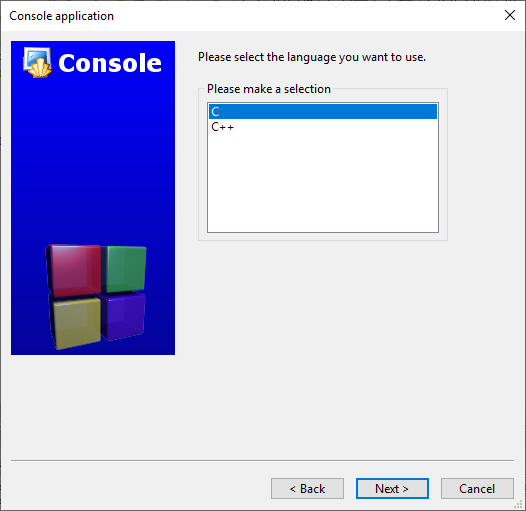 Console application
Console
Please select the language you want to use.
Please make a selection
C
C++
< Back
Next >
Cancel